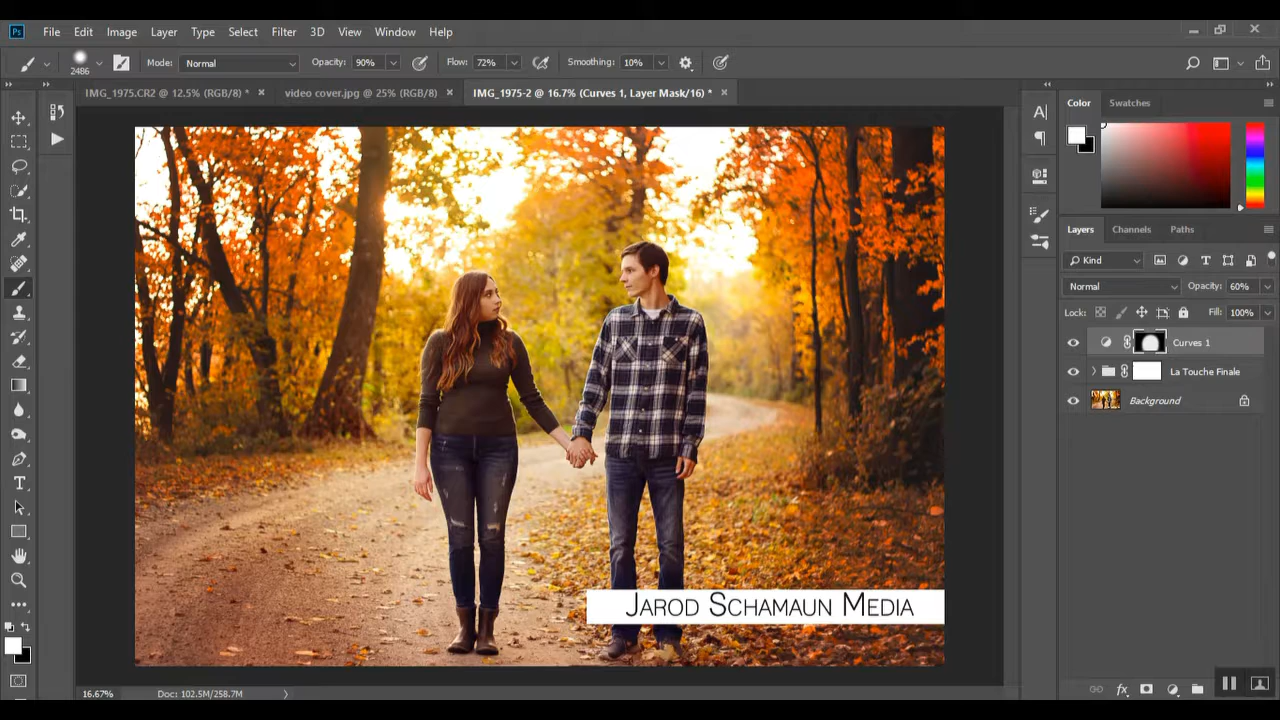 Ps File Edit Image Layer Type Select Filter 3D View Window Help
2486 Mode: Normal Opacity: 90% Flow: 72% Smoothing: 10%
IMG_1975.CR2 @ 12.5% (RGB/8) * × video cover.jpg @ 25% (RGB/8) × IMG_1975-2 @ 16.7% (Curves 1, Layer Mask/16) * ×
Color Swatches
Layers Channels Paths
Kind
Normal Opacity: 60%
Lock: Fill: 100%
Curves 1
La Touche Finale
Background
Jarod Schamaun Media
fx
16.67% Doc: 102.5M/258.7M